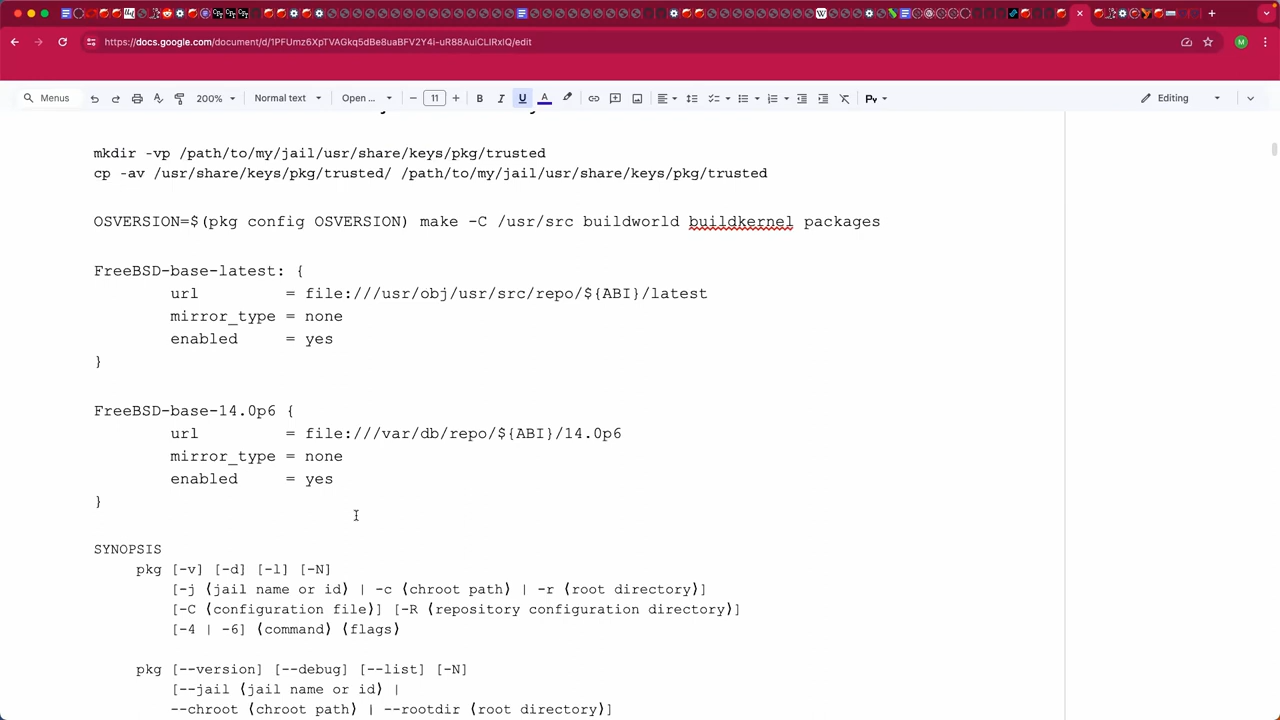 https://docs.google.com/document/d/1PFUmz6XpTVAGkq5dBe8uaBFV2Y4i-uR88AuiCLIRxIQ/edit
M
Menus
200%
Normal text
Open ...
11
B
I
U
A
Editing
mkdir -vp /path/to/my/jail/usr/share/keys/pkg/trusted
cp -av /usr/share/keys/pkg/trusted/ /path/to/my/jail/usr/share/keys/pkg/trusted
OSVERSION=$(pkg config OSVERSION) make -C /usr/src buildworld buildkernel packages
FreeBSD-base-latest: {
url = file:///usr/obj/usr/src/repo/${ABI}/latest
mirror_type = none
enabled = yes
}
FreeBSD-base-14.0p6 {
url = file:///var/db/repo/${ABI}/14.0p6
mirror_type = none
enabled = yes
}
SYNOPSIS
pkg [-v] [-d] [-l] [-N]
[-j ⟨jail name or id⟩ | -c ⟨chroot path⟩ | -r ⟨root directory⟩]
[-C ⟨configuration file⟩] [-R ⟨repository configuration directory⟩]
[-4 | -6] ⟨command⟩ ⟨flags⟩
pkg [--version] [--debug] [--list] [-N]
[--jail ⟨jail name or id⟩ |
--chroot ⟨chroot path⟩ | --rootdir ⟨root directory⟩]